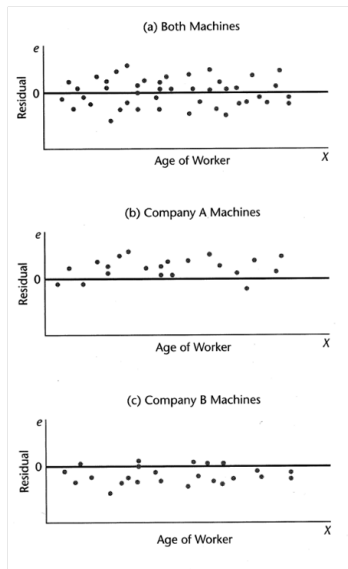 (a) Both Machines
e
Residual
0
Age of Worker
X
(b) Company A Machines
e
Residual
0
Age of Worker
X
(c) Company B Machines
e
Residual
0
Age of Worker
X